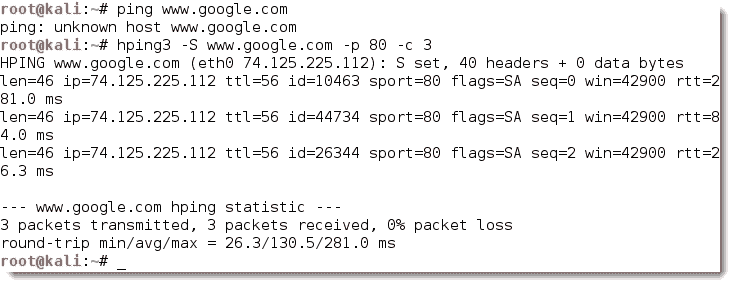 root@kali:~# ping www.google.com
ping: unknown host www.google.com
root@kali:~# hping3 -S www.google.com -p 80 -c 3
HPING www.google.com (eth0 74.125.225.112): S set, 40 headers + 0 data bytes
len=46 ip=74.125.225.112 ttl=56 id=10463 sport=80 flags=SA seq=0 win=42900 rtt=2
81.0 ms
len=46 ip=74.125.225.112 ttl=56 id=44734 sport=80 flags=SA seq=1 win=42900 rtt=8
4.0 ms
len=46 ip=74.125.225.112 ttl=56 id=26344 sport=80 flags=SA seq=2 win=42900 rtt=2
6.3 ms
--- www.google.com hping statistic ---
3 packets transmitted, 3 packets received, 0% packet loss
round-trip min/avg/max = 26.3/130.5/281.0 ms
root@kali:~# _